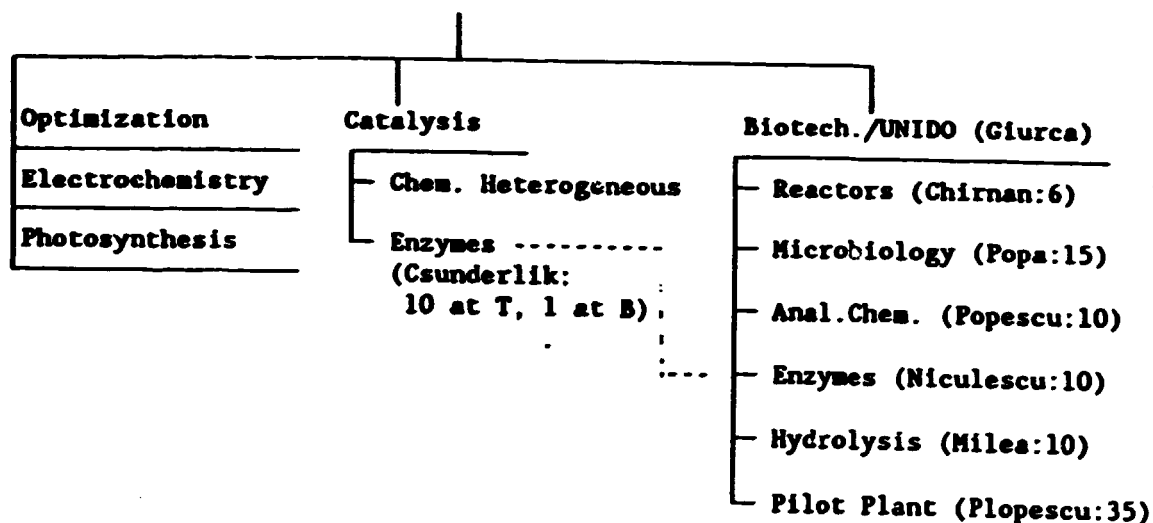 Optimization
Electrochemistry
Photosynthesis
Catalysis
Chem. Heterogeneous
Enzymes
(Csunderlik:
10 at T, 1 at B)
Biotech./UNIDO (Giurca)
Reactors (Chirnan:6)
Microbiology (Popa:15)
Anal.Chem. (Popescu:10)
Enzymes (Niculescu:10)
Hydrolysis (Milea:10)
Pilot Plant (Plopescu:35)